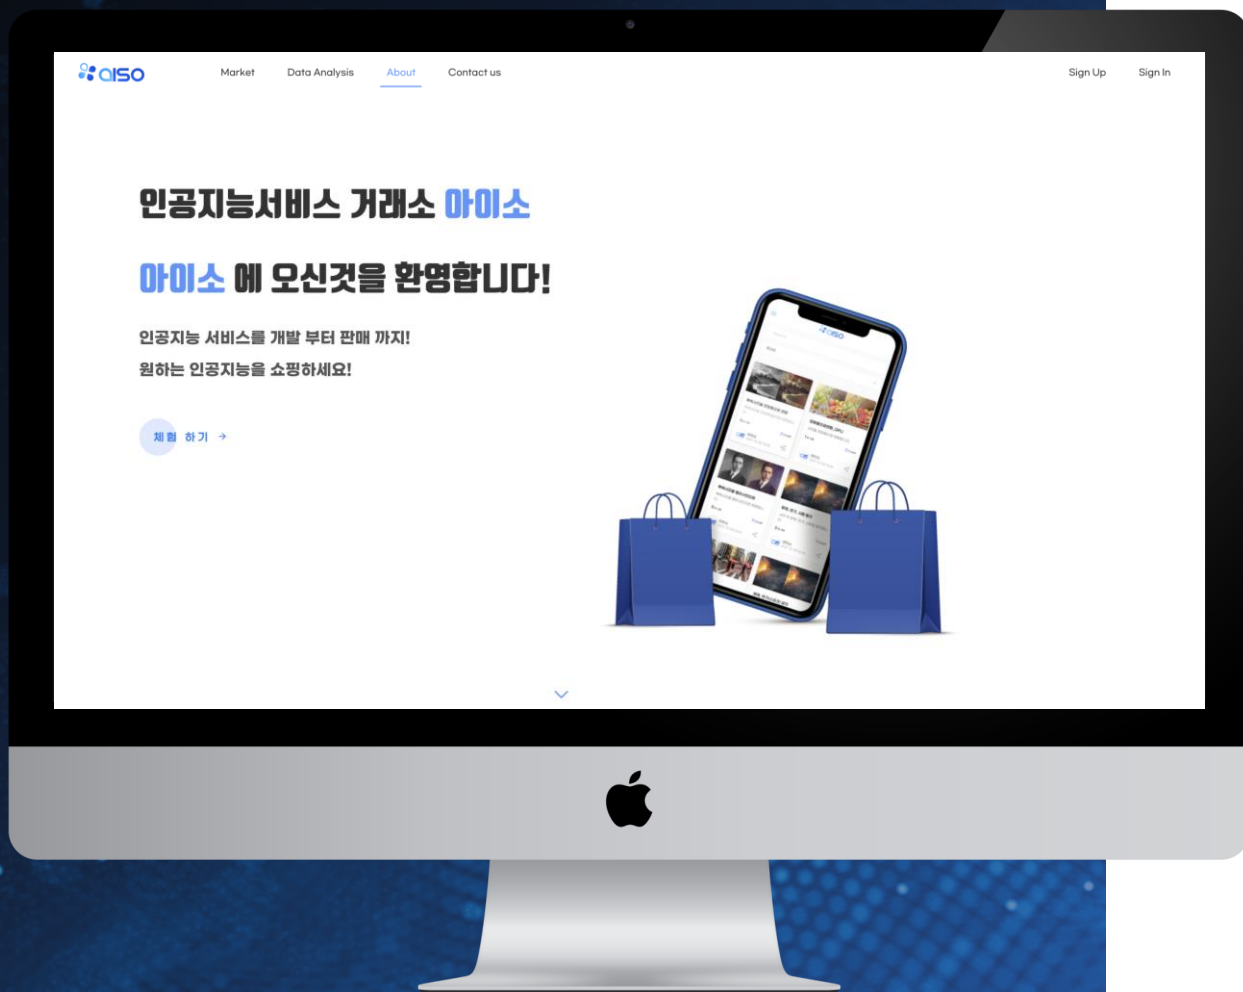 aiso
Market
Data Analysis
About
Contact us
Sign Up
Sign In
인공지능서비스 거래소 아이소
아이소 에 오신것을 환영합니다!
인공지능 서비스를 개발 부터 판매 까지!
원하는 인공지능을 쇼핑하세요!
체험 하기 →
aiso